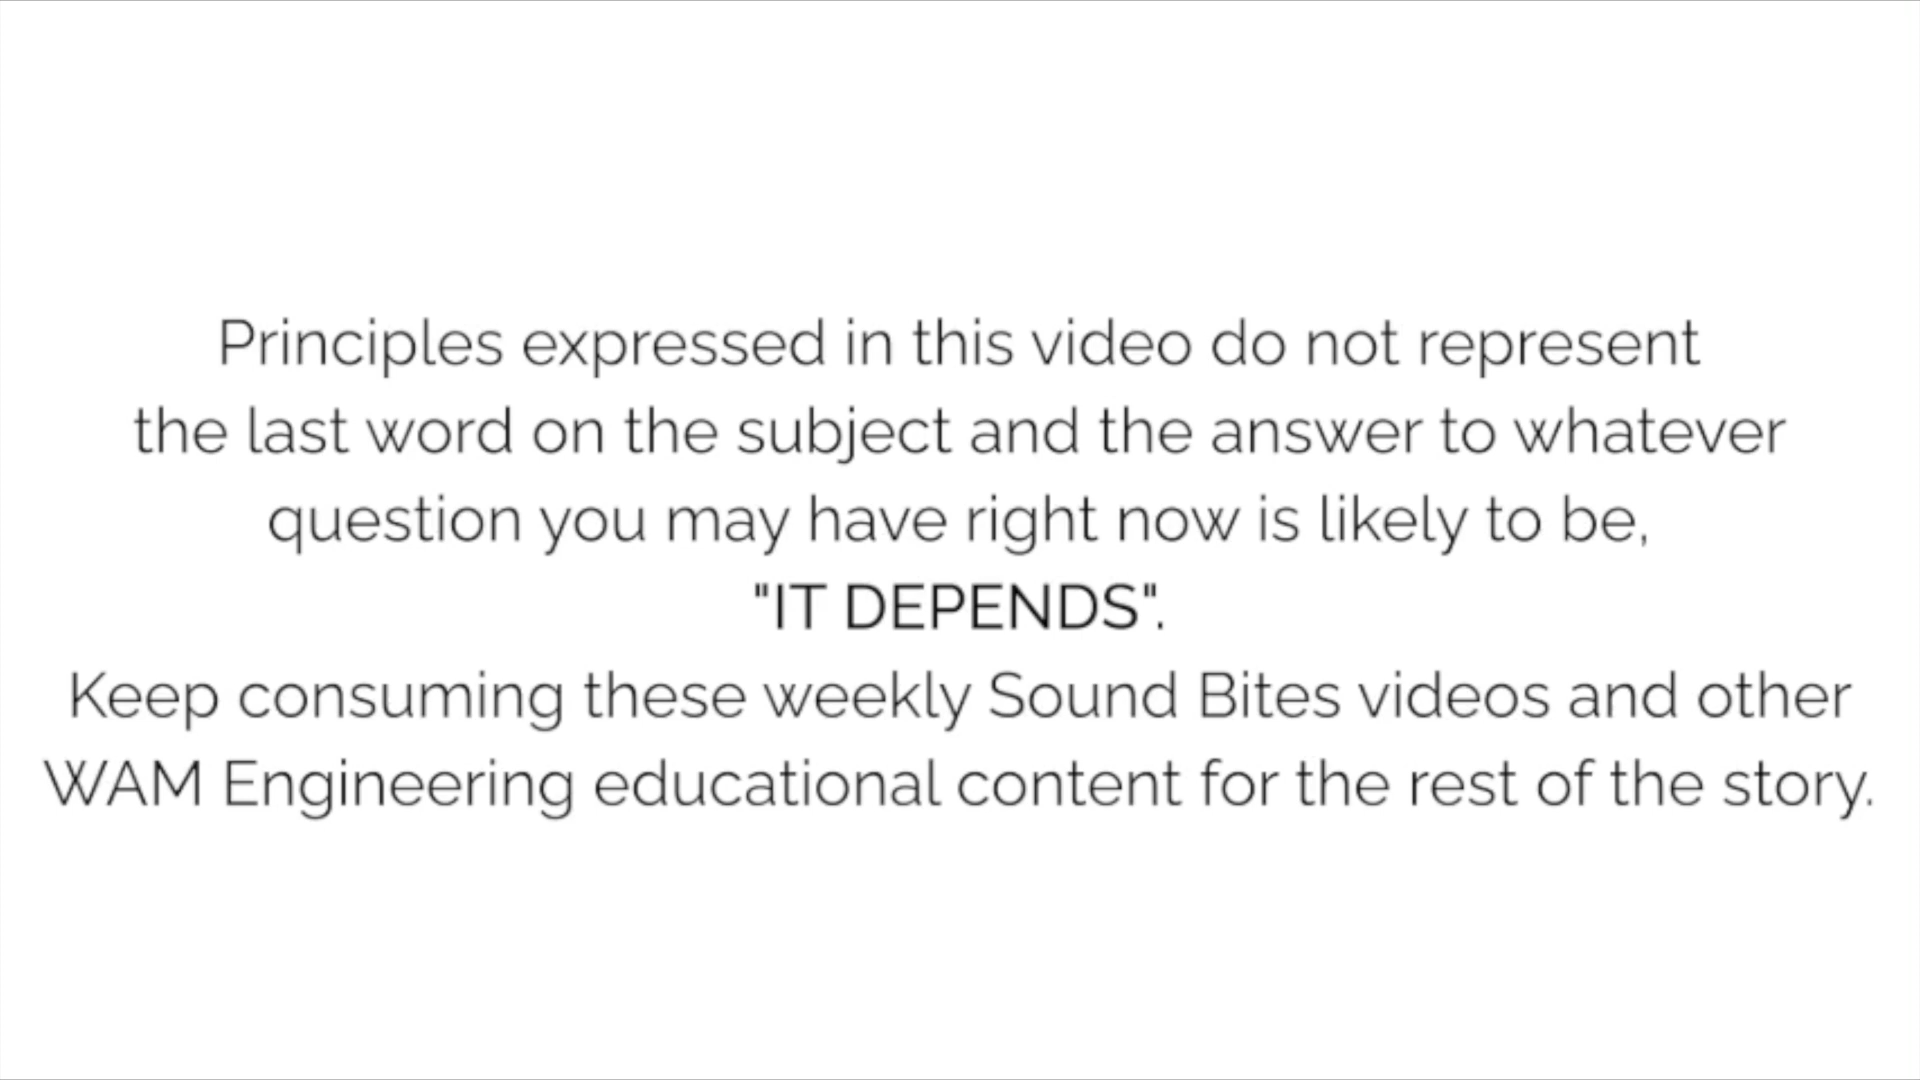 Principles expressed in this video do not represent
the last word on the subject and the answer to whatever
question you may have right now is likely to be,
"IT DEPENDS".
Keep consuming these weekly Sound Bites videos and other
WAM Engineering educational content for the rest of the story.